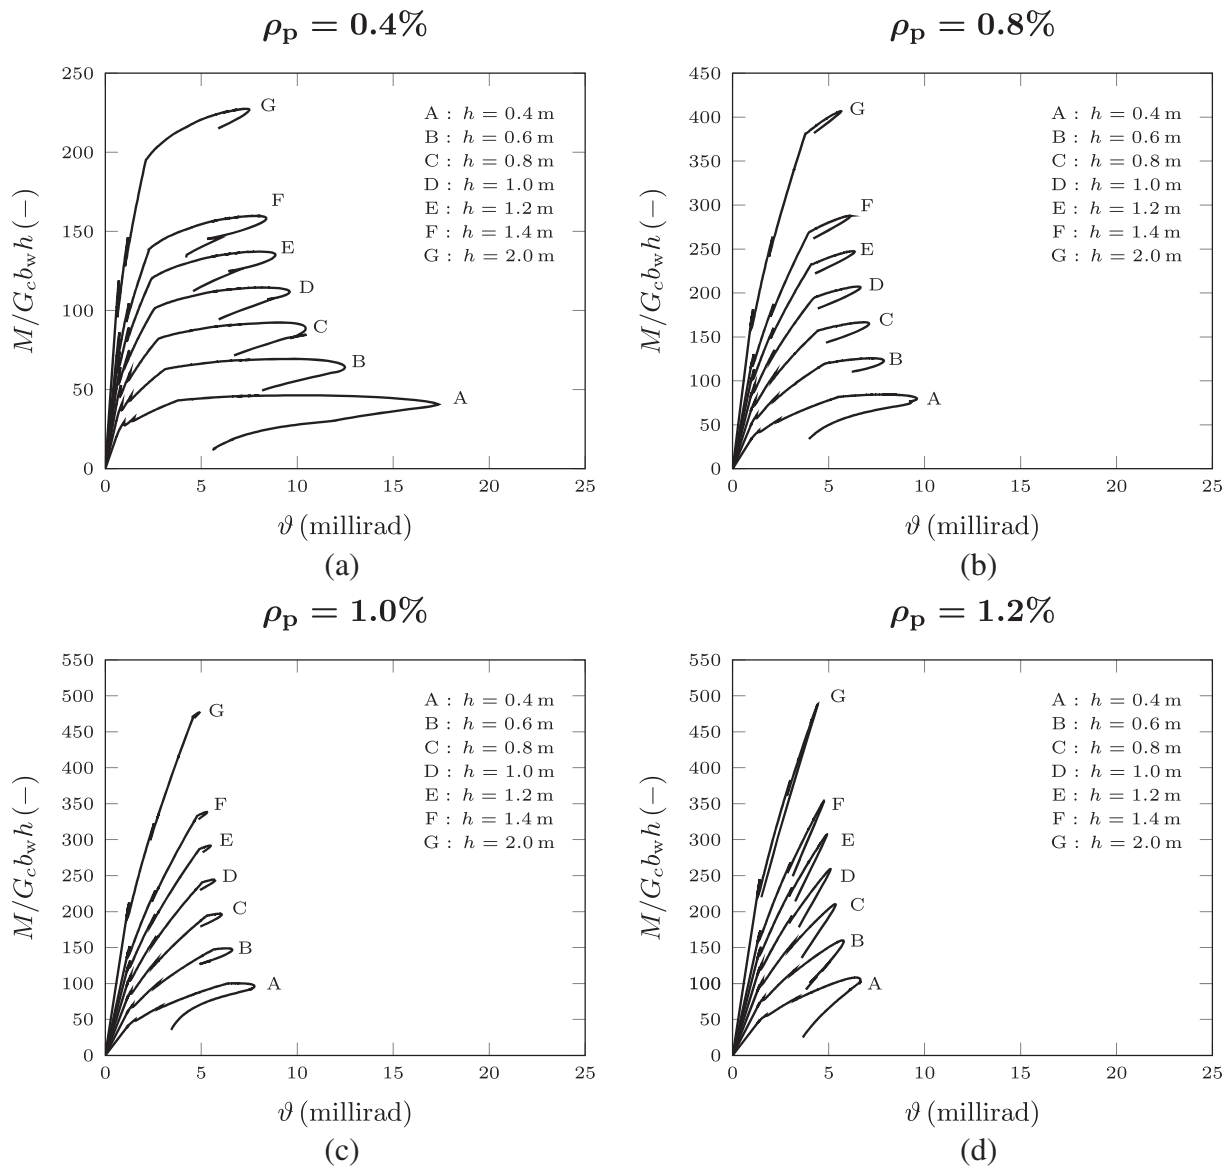 ρp = 0.4%
250
200
150
100
50
0
0
5
10
15
20
25
M/Gcbwh (−)
ϑ (millirad)
G
F
E
D
C
B
A
A : h = 0.4 m
B : h = 0.6 m
C : h = 0.8 m
D : h = 1.0 m
E : h = 1.2 m
F : h = 1.4 m
G : h = 2.0 m
(a)
ρp = 0.8%
450
400
350
300
250
200
150
100
50
0
0
5
10
15
20
25
M/Gcbwh (−)
ϑ (millirad)
G
F
E
D
C
B
A
A : h = 0.4 m
B : h = 0.6 m
C : h = 0.8 m
D : h = 1.0 m
E : h = 1.2 m
F : h = 1.4 m
G : h = 2.0 m
(b)
ρp = 1.0%
550
500
450
400
350
300
250
200
150
100
50
0
0
5
10
15
20
25
M/Gcbwh (−)
ϑ (millirad)
G
F
E
D
C
B
A
A : h = 0.4 m
B : h = 0.6 m
C : h = 0.8 m
D : h = 1.0 m
E : h = 1.2 m
F : h = 1.4 m
G : h = 2.0 m
(c)
ρp = 1.2%
550
500
450
400
350
300
250
200
150
100
50
0
0
5
10
15
20
25
M/Gcbwh (−)
ϑ (millirad)
G
F
E
D
C
B
A
A : h = 0.4 m
B : h = 0.6 m
C : h = 0.8 m
D : h = 1.0 m
E : h = 1.2 m
F : h = 1.4 m
G : h = 2.0 m
(d)